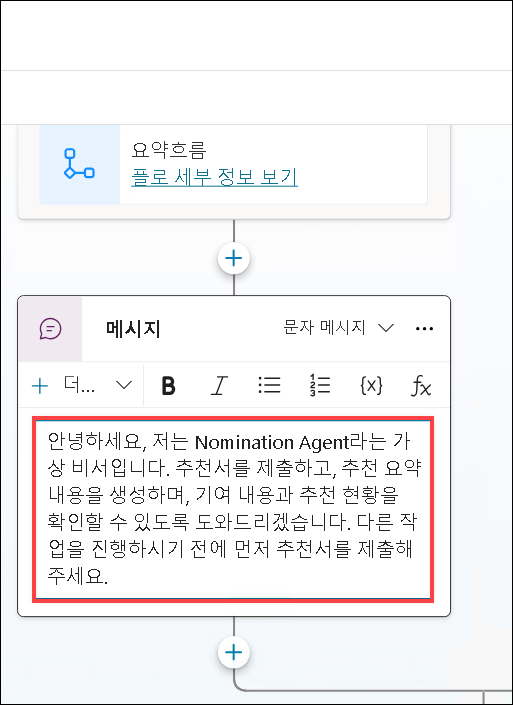 요약흐름
플로 세부 정보 보기
메시지
문자 메시지
더...
B I {x} fx
안녕하세요, 저는 Nomination Agent라는 가
상 비서입니다. 추천서를 제출하고, 추천 요약
내용을 생성하며, 기여 내용과 추천 현황을
확인할 수 있도록 도와드리겠습니다. 다른 작
업을 진행하시기 전에 먼저 추천서를 제출해
주세요.